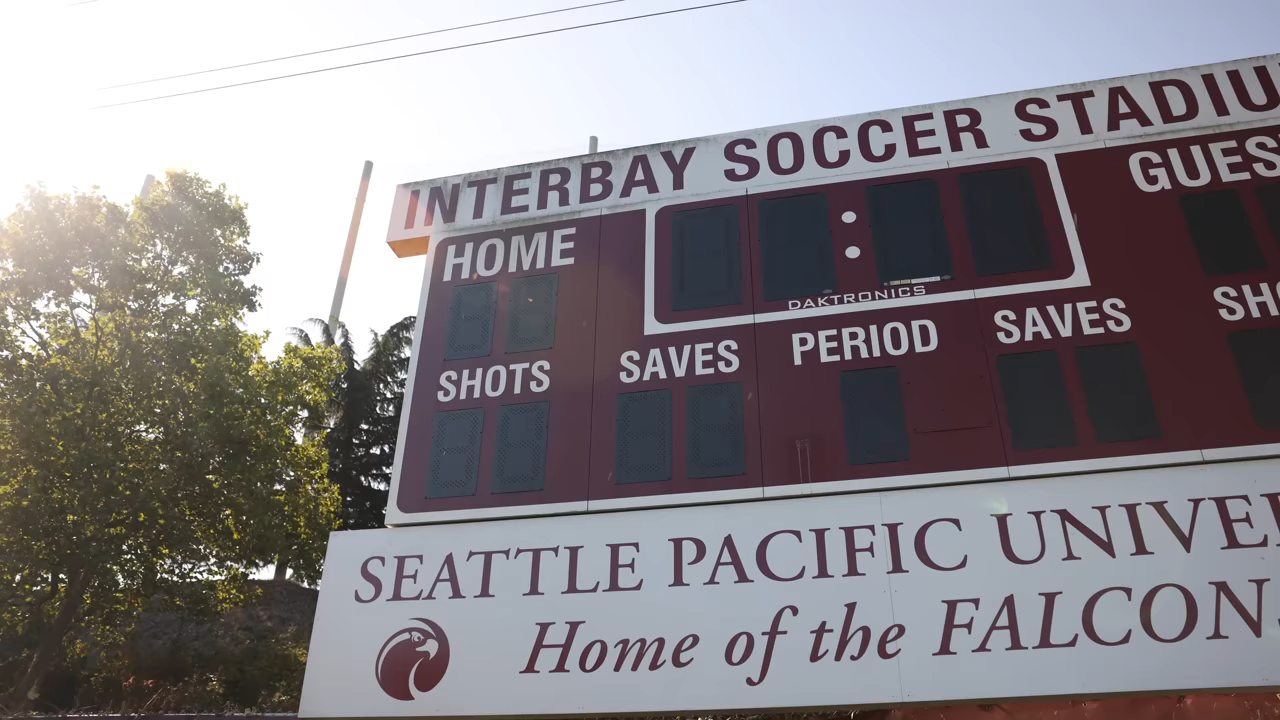 INTERBAY SOCCER STADIU
HOME
GUES
DAKTRONICS
SHOTS
SAVES
PERIOD
SAVES
SHO
SEATTLE PACIFIC UNIVE
Home of the FALCON